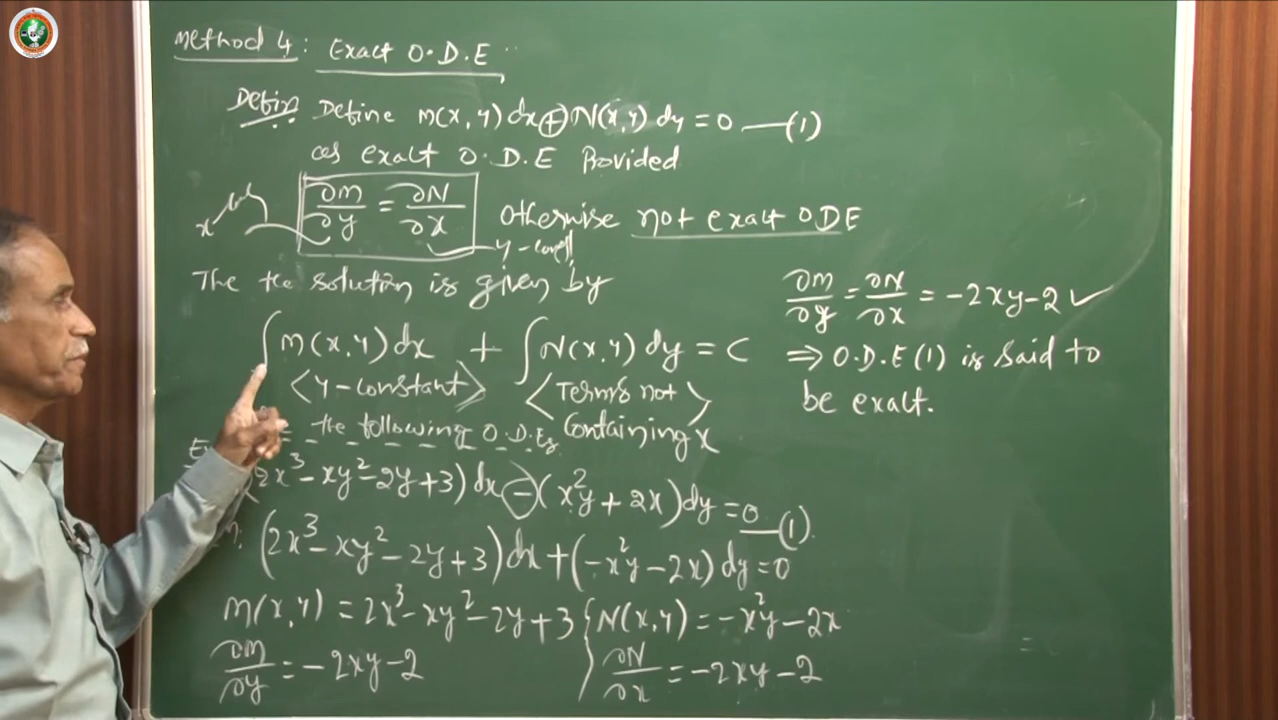 Method 4: Exact O.D.E
Defin Define M(x,y)dx + N(x,y)dy = 0 —(1)
as exact O.D.E Provided
∂M/∂y = ∂N/∂x Otherwise not exact ODE
x
y-const
The the solution is given by
∫M(x,y)dx + ∫N(x,y)dy = C
<y-constant> <Terms not
Containing x>
the following O.D.Es
2x³-xy²-2y+3)dx-(x²y+2x)dy=0 —(1).
(2x³-xy²-2y+3)dx+(-x²y-2x)dy=0
M(x,y) = 2x³-xy²-2y+3 { N(x,y) = -x²y-2x
∂M/∂y = -2xy-2 ∂N/∂x = -2xy-2
∂M/∂y = ∂N/∂x = -2xy-2 ✓
⇒ O.D.E(1) is said to
be exact.